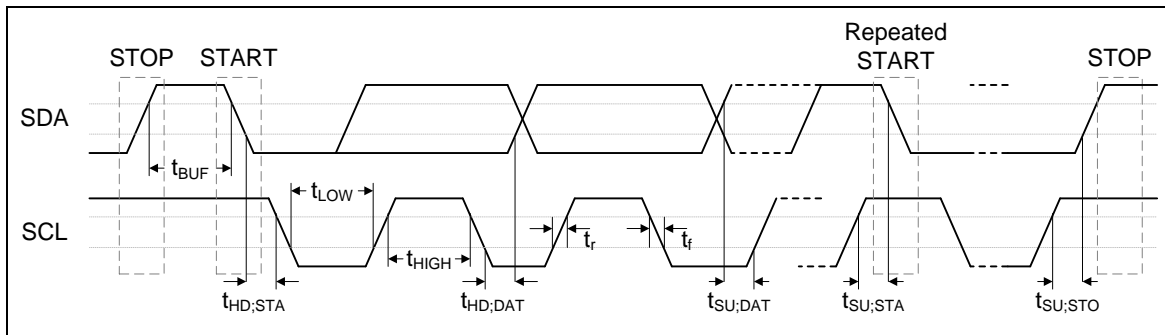 Repeated
STOP START START STOP
SDA
tBUF
tLOW
SCL
tr tf
tHIGH
tHD;STA tHD;DAT tSU;DAT tSU;STA tSU;STO